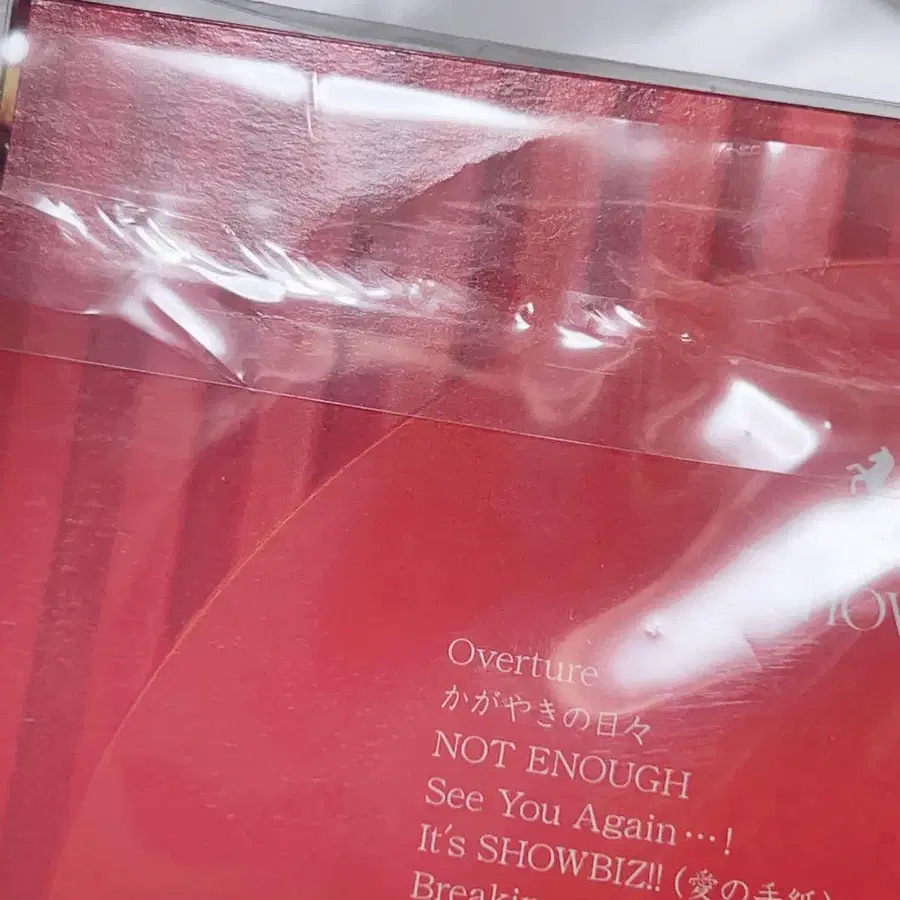 Overture
かがやきの日々
NOT ENOUGH
See You Again…!
It's SHOWBIZ!! (愛の手紙)